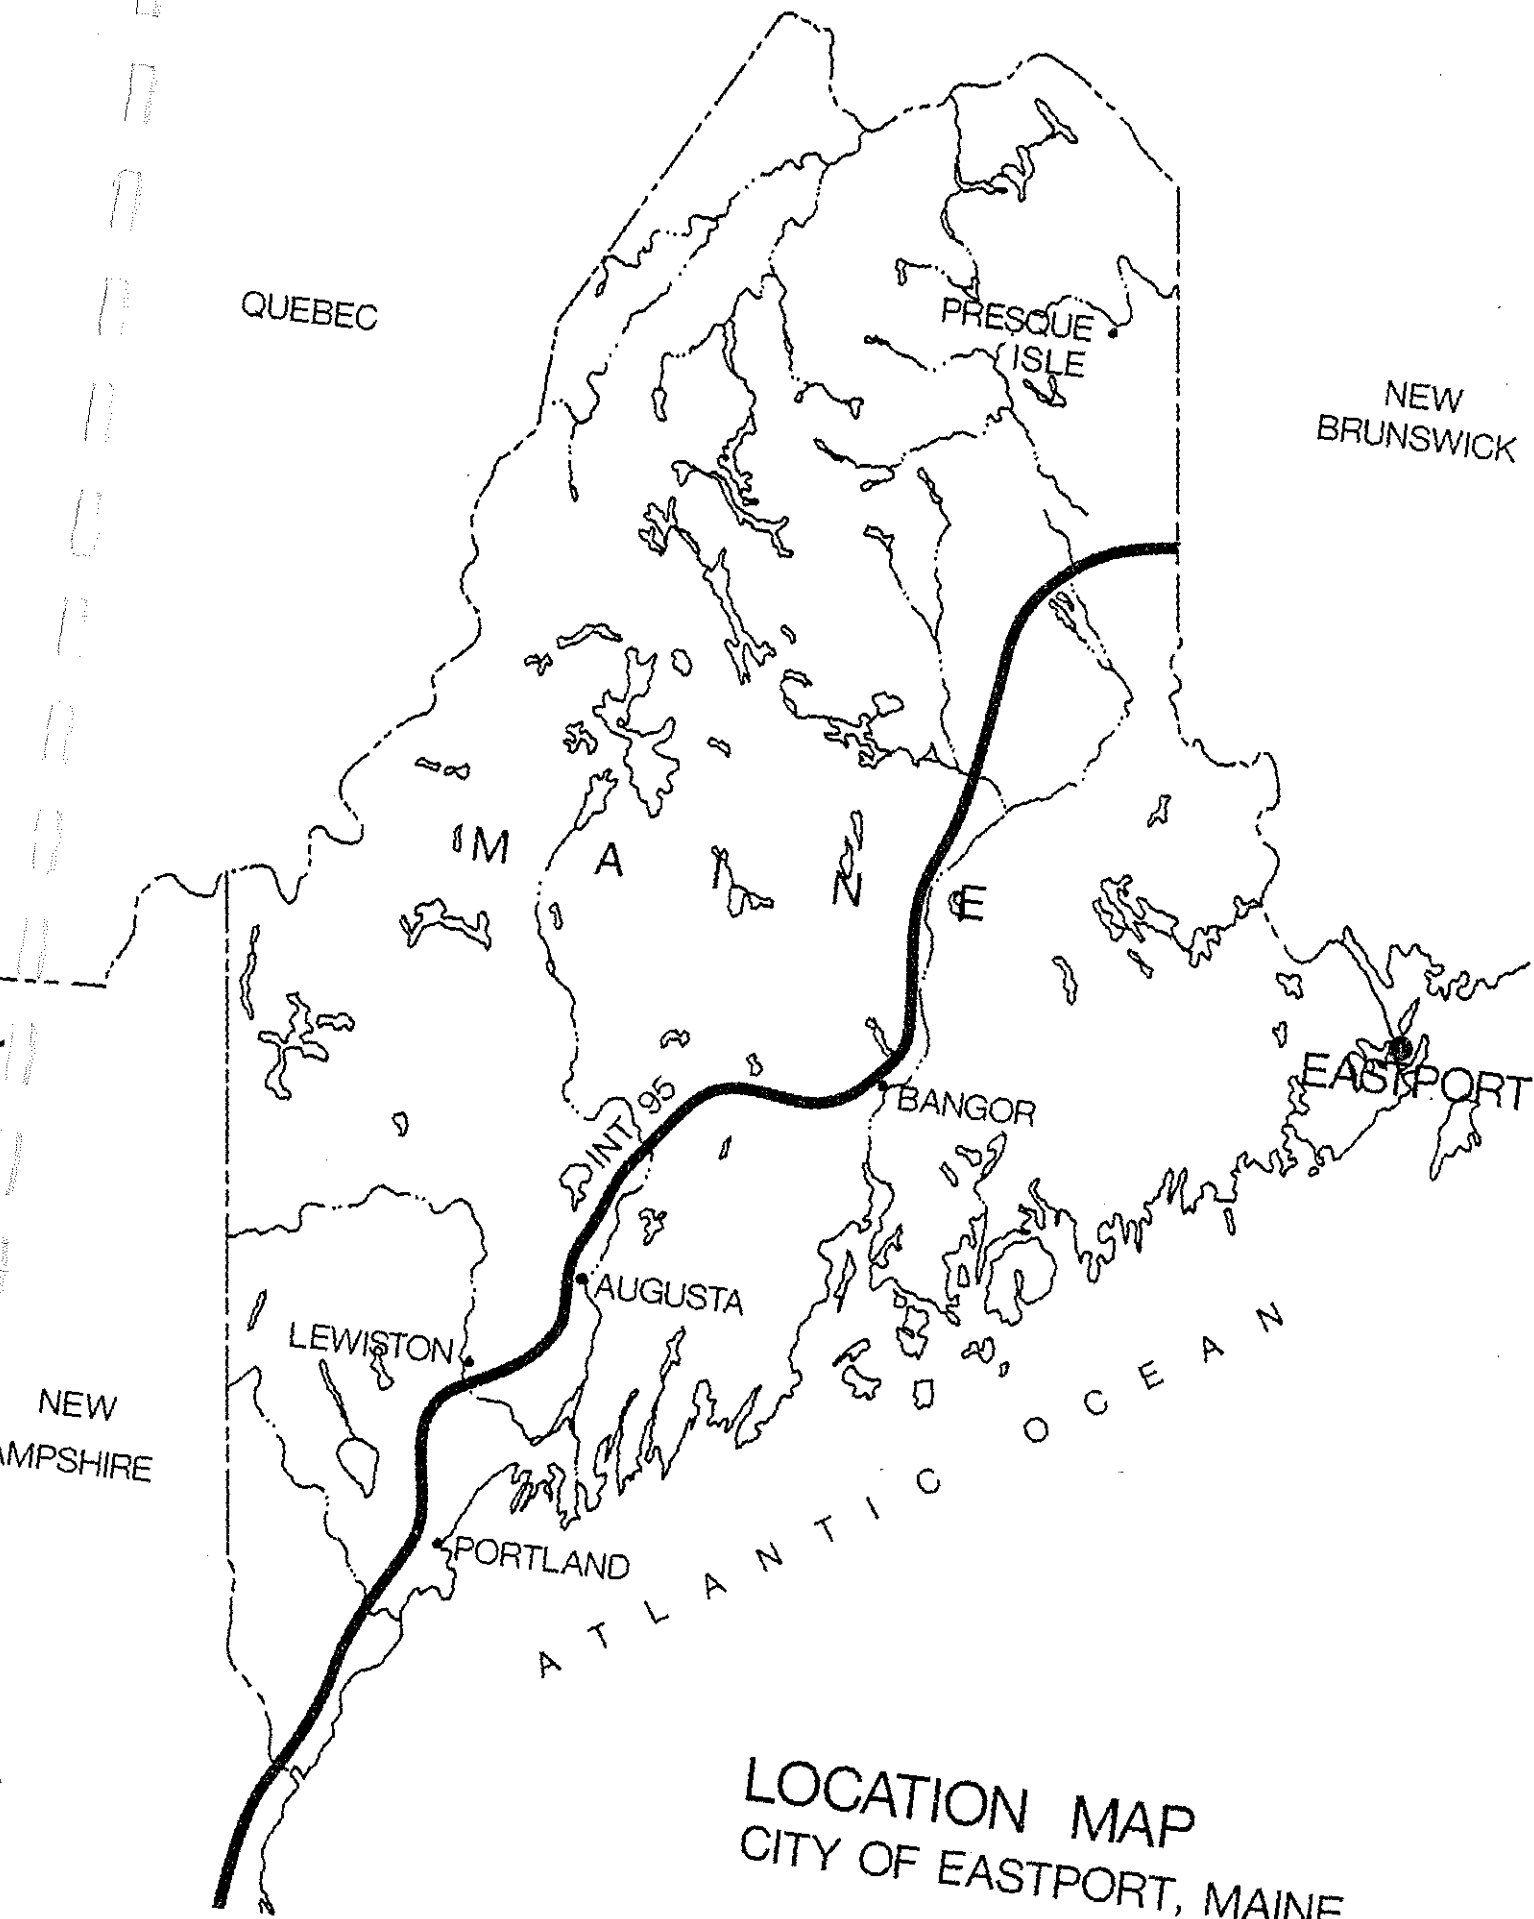 QUEBEC
PRESQUE
ISLE
NEW
BRUNSWICK
M A I N E
EASTPORT
INT 95
BANGOR
AUGUSTA
LEWISTON
NEW
AMPSHIRE
PORTLAND
ATLANTIC OCEAN
LOCATION MAP
CITY OF EASTPORT, MAINE